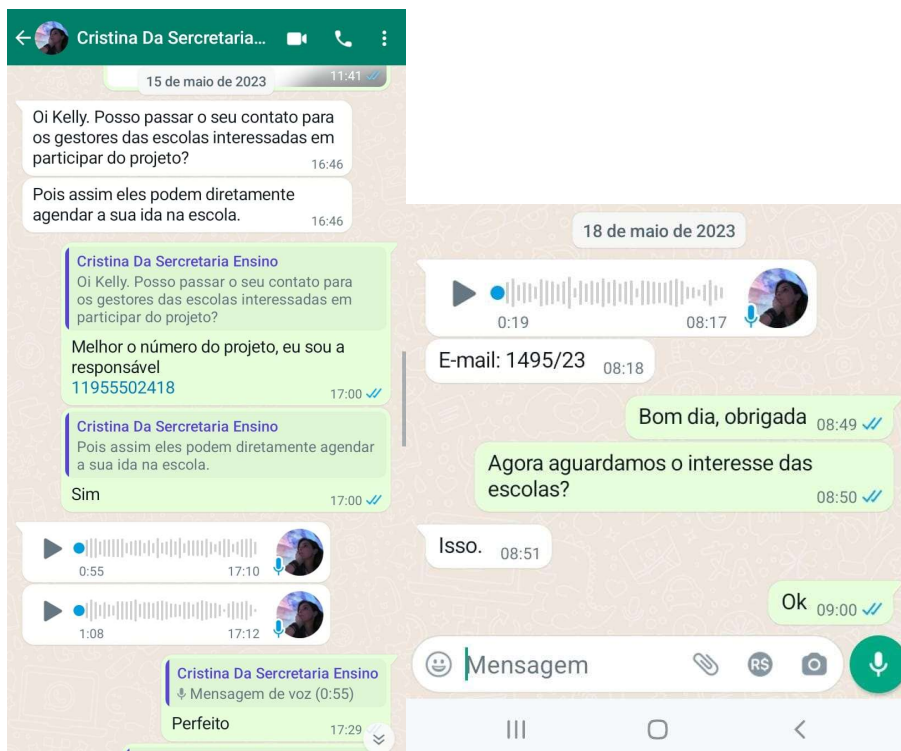 Cristina Da Sercretaria...
11:41
15 de maio de 2023
Oi Kelly. Posso passar o seu contato para
os gestores das escolas interessadas em
participar do projeto?
16:46
Pois assim eles podem diretamente
agendar a sua ida na escola.
16:46
Cristina Da Sercretaria Ensino
Oi Kelly. Posso passar o seu contato para
os gestores das escolas interessadas em
participar do projeto?
Melhor o número do projeto, eu sou a
responsável
11955502418
17:00
Cristina Da Sercretaria Ensino
Pois assim eles podem diretamente agendar
a sua ida na escola.
Sim
17:00
0:55 17:10
1:08 17:12
Cristina Da Sercretaria Ensino
Mensagem de voz (0:55)
Perfeito
17:29
18 de maio de 2023
0:19 08:17
E-mail: 1495/23 08:18
Bom dia, obrigada 08:49
Agora aguardamos o interesse das
escolas?
08:50
Isso. 08:51
Ok 09:00
Mensagem
R$